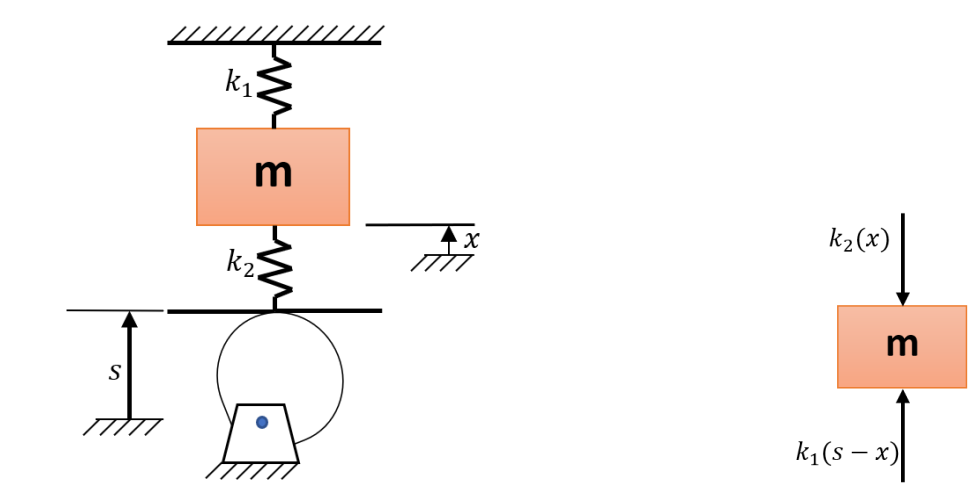 k₁
m
k₂
x
s
k₂(x)
m
k₁(s − x)